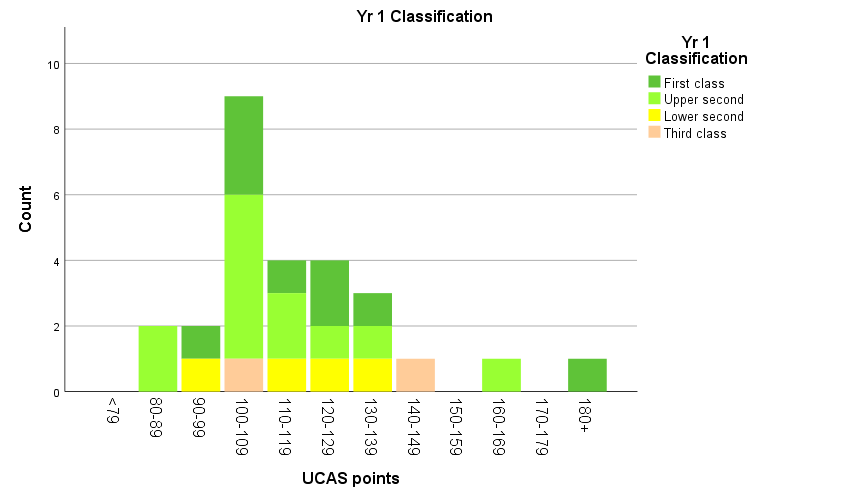 Yr 1 Classification
Yr 1
Classification
First class
Upper second
Lower second
Third class
Count
10
8
6
4
2
0
<79
80-89
90-99
100-109
110-119
120-129
130-139
140-149
150-159
160-169
170-179
180+
UCAS points